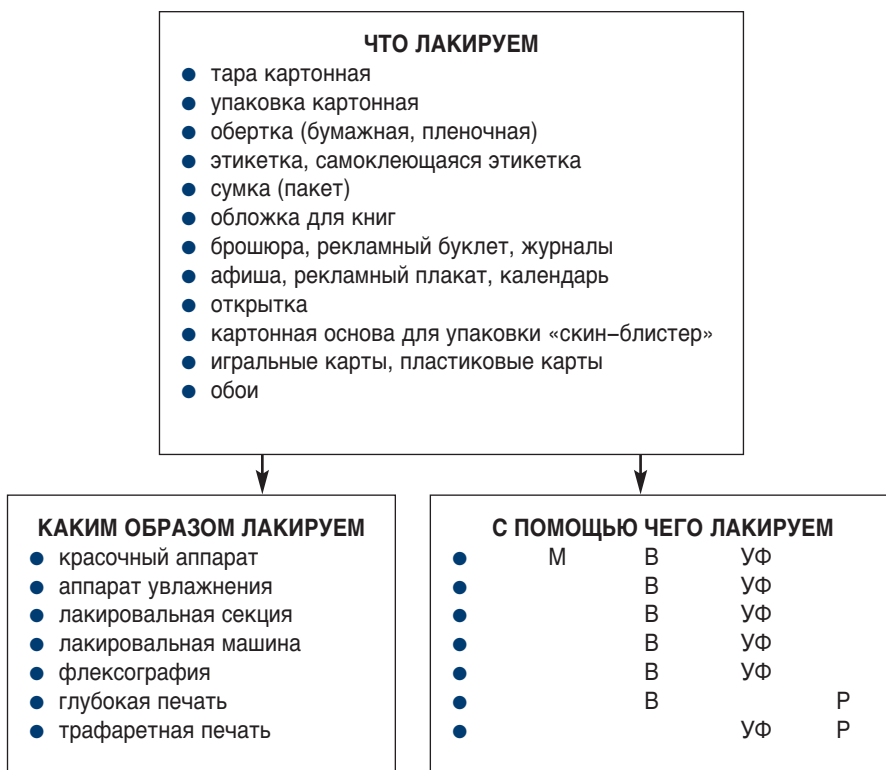 ЧТО ЛАКИРУЕМ
● тара картонная
● упаковка картонная
● обертка (бумажная, пленочная)
● этикетка, самоклеющаяся этикетка
● сумка (пакет)
● обложка для книг
● брошюра, рекламный буклет, журналы
● афиша, рекламный плакат, календарь
● открытка
● картонная основа для упаковки «скин–блистер»
● игральные карты, пластиковые карты
● обои
КАКИМ ОБРАЗОМ ЛАКИРУЕМ
● красочный аппарат
● аппарат увлажнения
● лакировальная секция
● лакировальная машина
● флексография
● глубокая печать
● трафаретная печать
С ПОМОЩЬЮ ЧЕГО ЛАКИРУЕМ
● М В УФ
● В УФ
● В УФ
● В УФ
● В УФ
● В Р
● УФ Р